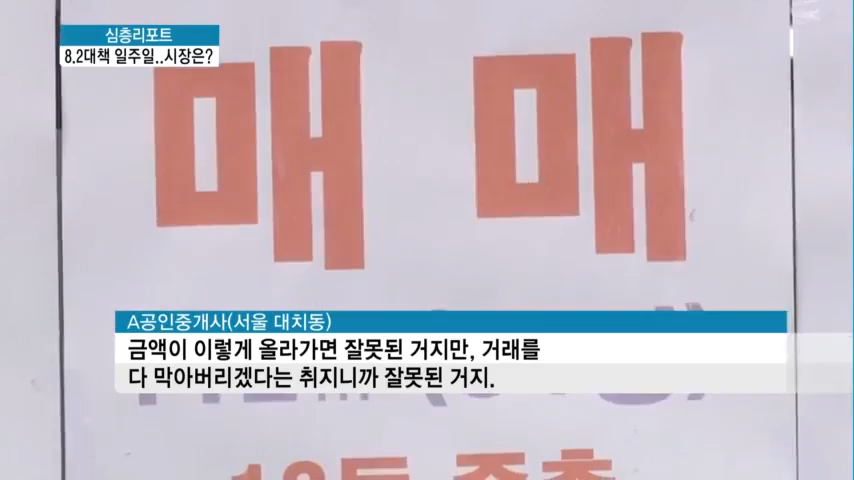 심층리포트
8.2대책 일주일..시장은?
매 매
A공인중개사(서울 대치동)
금액이 이렇게 올라가면 잘못된 거지만, 거래를
다 막아버리겠다는 취지니까 잘못된 거지.